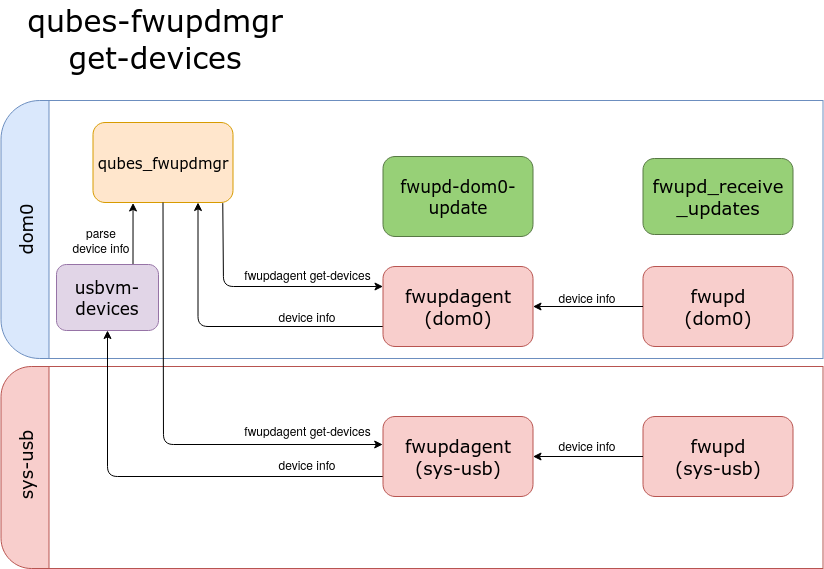 qubes-fwupdmgr
get-devices
dom0
qubes_fwupdmgr
fwupd-dom0-
update
fwupd_receive
_updates
parse
device info
usbvm-
devices
fwupdagent get-devices
device info
fwupdagent
(dom0)
device info
fwupd
(dom0)
sys-usb
fwupdagent get-devices
device info
fwupdagent
(sys-usb)
device info
fwupd
(sys-usb)